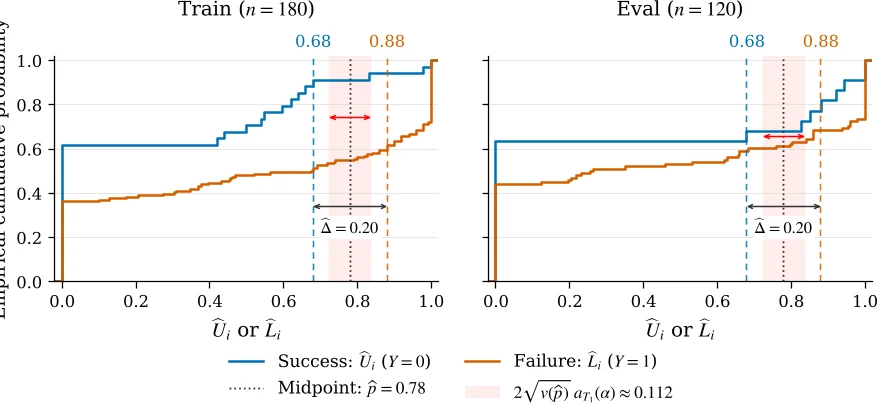 Train (n = 180)
Eval (n = 120)
0.68
0.88
0.68
0.88
Empirical cumulative probability
1.0
0.8
0.6
0.4
0.2
0.0
Δ̂ = 0.20
Δ̂ = 0.20
0.0 0.2 0.4 0.6 0.8 1.0
0.0 0.2 0.4 0.6 0.8 1.0
Û_i or L̂_i
Û_i or L̂_i
Success: Û_i (Y = 0)
Failure: L̂_i (Y = 1)
Midpoint: p̂ = 0.78
2√v(p̂) a_{T_1}(α) ≈ 0.112